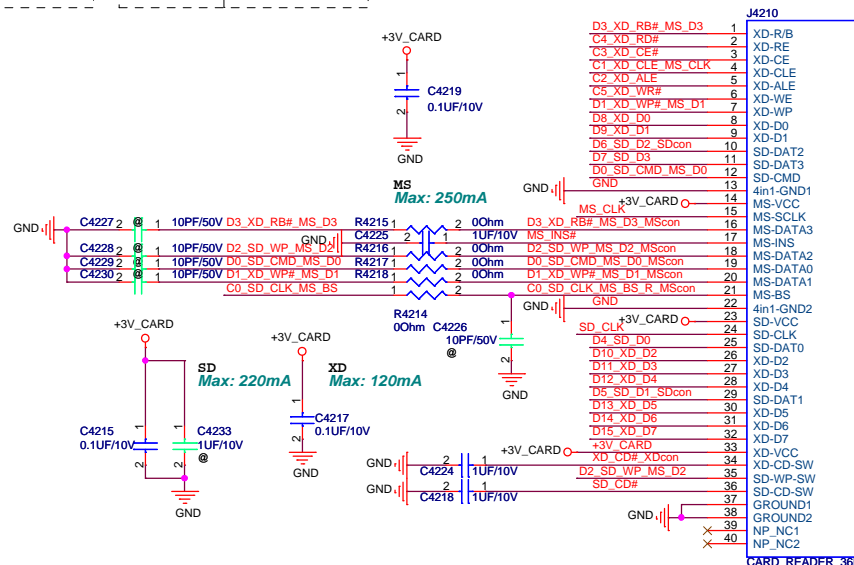 J4210
D3_XD_RB#_MS_D3 1 XD-R/B
C4_XD_RD# 2 XD-RE
C3_XD_CE# 3 XD-CE
C1_XD_CLE_MS_CLK 4 XD-CLE
C2_XD_ALE 5 XD-ALE
C5_XD_WR# 6 XD-WE
D1_XD_WP#_MS_D1 7 XD-WP
D8_XD_D0 8 XD-D0
D9_XD_D1 9 XD-D1
D6_SD_D2_SDcon 10 SD-DAT2
D7_SD_D3 11 SD-DAT3
D0_SD_CMD_MS_D0 12 SD-CMD
GND GND 13 4in1-GND1
+3V_CARD 14 MS-VCC
MS_CLK 15 MS-SCLK
D3_XD_RB#_MS_D3_MScon 16 MS-DATA3
MS_INS# 17 MS-INS
D2_SD_WP_MS_D2_MScon 18 MS-DATA2
D0_SD_CMD_MS_D0_MScon 19 MS-DATA0
D1_XD_WP#_MS_D1_MScon 20 MS-DATA1
C0_SD_CLK_MS_BS_R_MScon 21 MS-BS
GND GND 22 4in1-GND2
+3V_CARD 23 SD-VCC
SD_CLK 24 SD-CLK
D4_SD_D0 25 SD-DAT0
D10_XD_D2 26 XD-D2
D11_XD_D3 27 XD-D3
D12_XD_D4 28 XD-D4
D5_SD_D1_SDcon 29 SD-DAT1
D13_XD_D5 30 XD-D5
D14_XD_D6 31 XD-D6
D15_XD_D7 32 XD-D7
+3V_CARD +3V_CARD 33 XD-VCC
XD_CD#_XDcon 34 XD-CD-SW
D2_SD_WP_MS_D2 35 SD-WP-SW
SD_CD# 36 SD-CD-SW
37 GROUND1
GND 38 GROUND2
39 NP_NC1
40 NP_NC2
CARD_READER_36
+3V_CARD
1
C4219
0.1UF/10V
2
GND
MS
Max: 250mA
GND C4227 2 @ 1 10PF/50V D3_XD_RB#_MS_D3 R4215 1 2 0Ohm
GND C4225 2 1 1UF/10V
C4228 2 @ 1 10PF/50V D2_SD_WP_MS_D2 R4216 1 2 0Ohm
C4229 2 @ 1 10PF/50V D0_SD_CMD_MS_D0 R4217 1 2 0Ohm
C4230 2 @ 1 10PF/50V D1_XD_WP#_MS_D1 R4218 1 2 0Ohm
C0_SD_CLK_MS_BS 1 2
R4214
0Ohm
C4226
10PF/50V
@
1
2
GND
+3V_CARD
SD
Max: 220mA
1 1
C4215
0.1UF/10V
C4233
1UF/10V
@
2 2
GND
+3V_CARD
XD
Max: 120mA
1
C4217
0.1UF/10V
2
GND
GND 2 1
C4224 1UF/10V
GND 2 1
C4218 1UF/10V